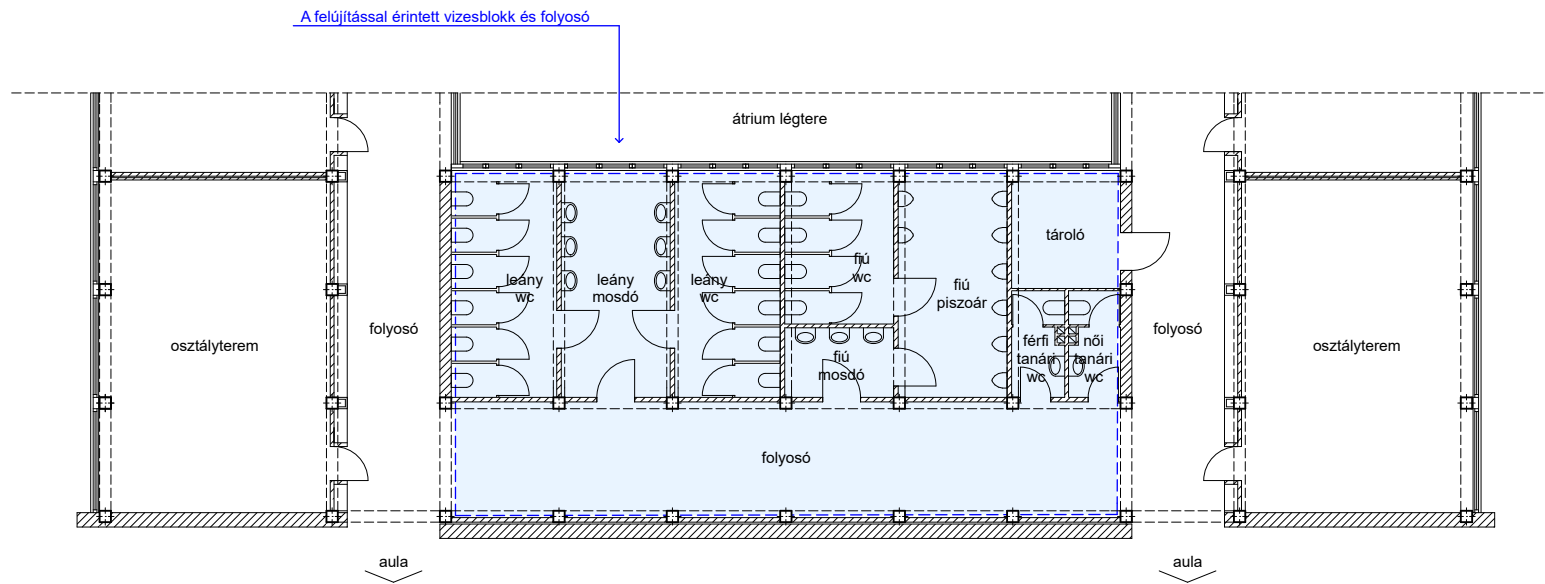 A felújítással érintett vizesblokk és folyosó
átrium légtere
tároló
leány
wc
leány
mosdó
leány
wc
fiú
wc
fiú
piszoár
folyosó
folyosó
osztályterem
osztályterem
fiú
mosdó
férfi
tanári
wc
női
tanári
wc
folyosó
aula
aula